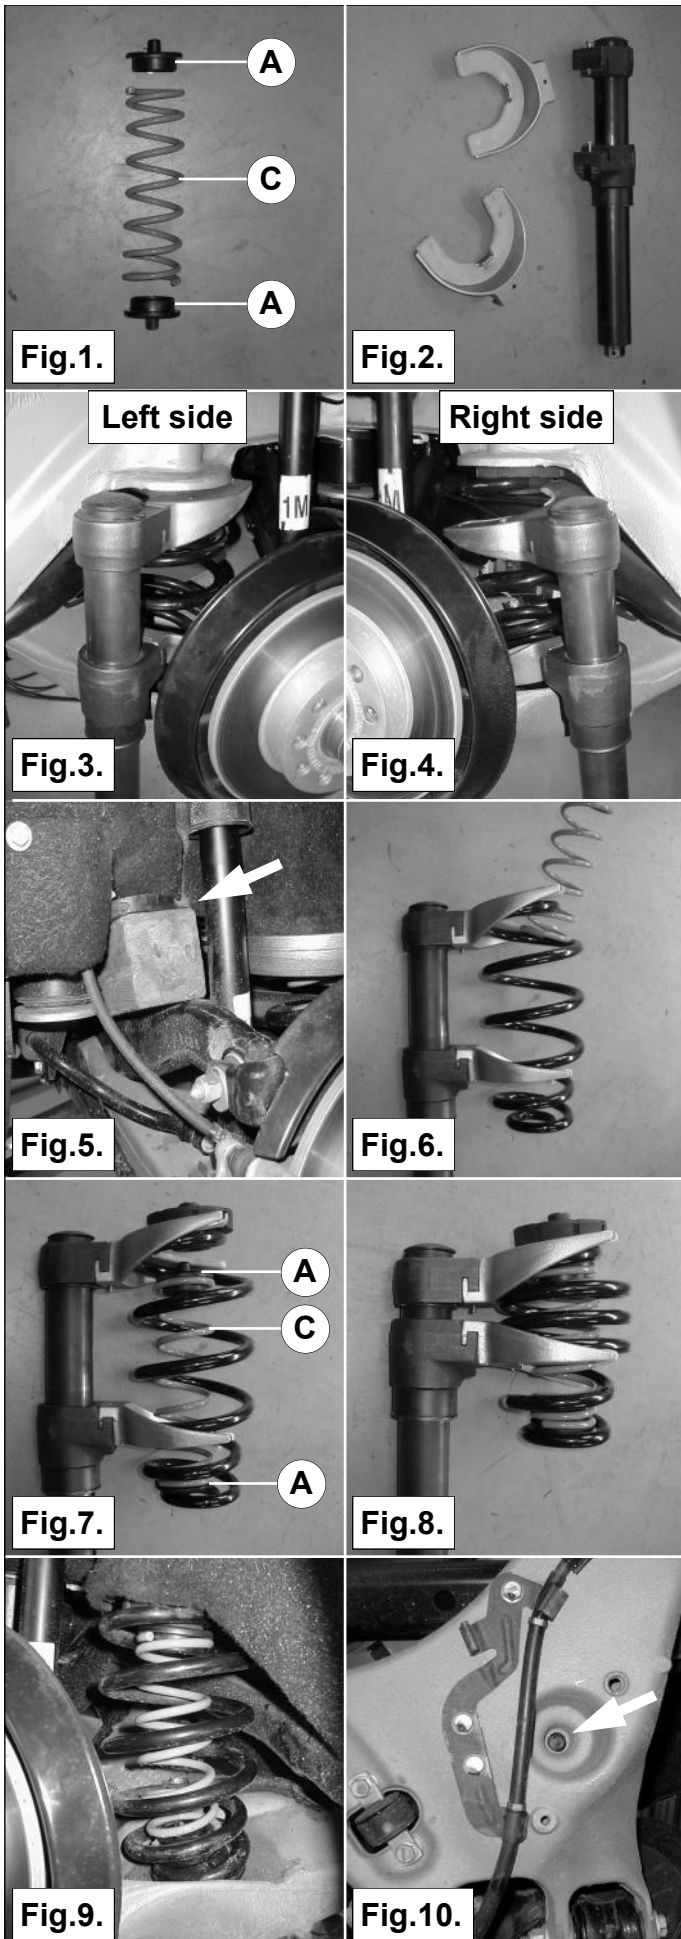 A
C
A
Fig.1.
Fig.2.
Left side
1M
Fig.3.
Right side
M
Fig.4.
Fig.5.
Fig.6.
A
C
A
Fig.7.
Fig.8.
Fig.9.
Fig.10.